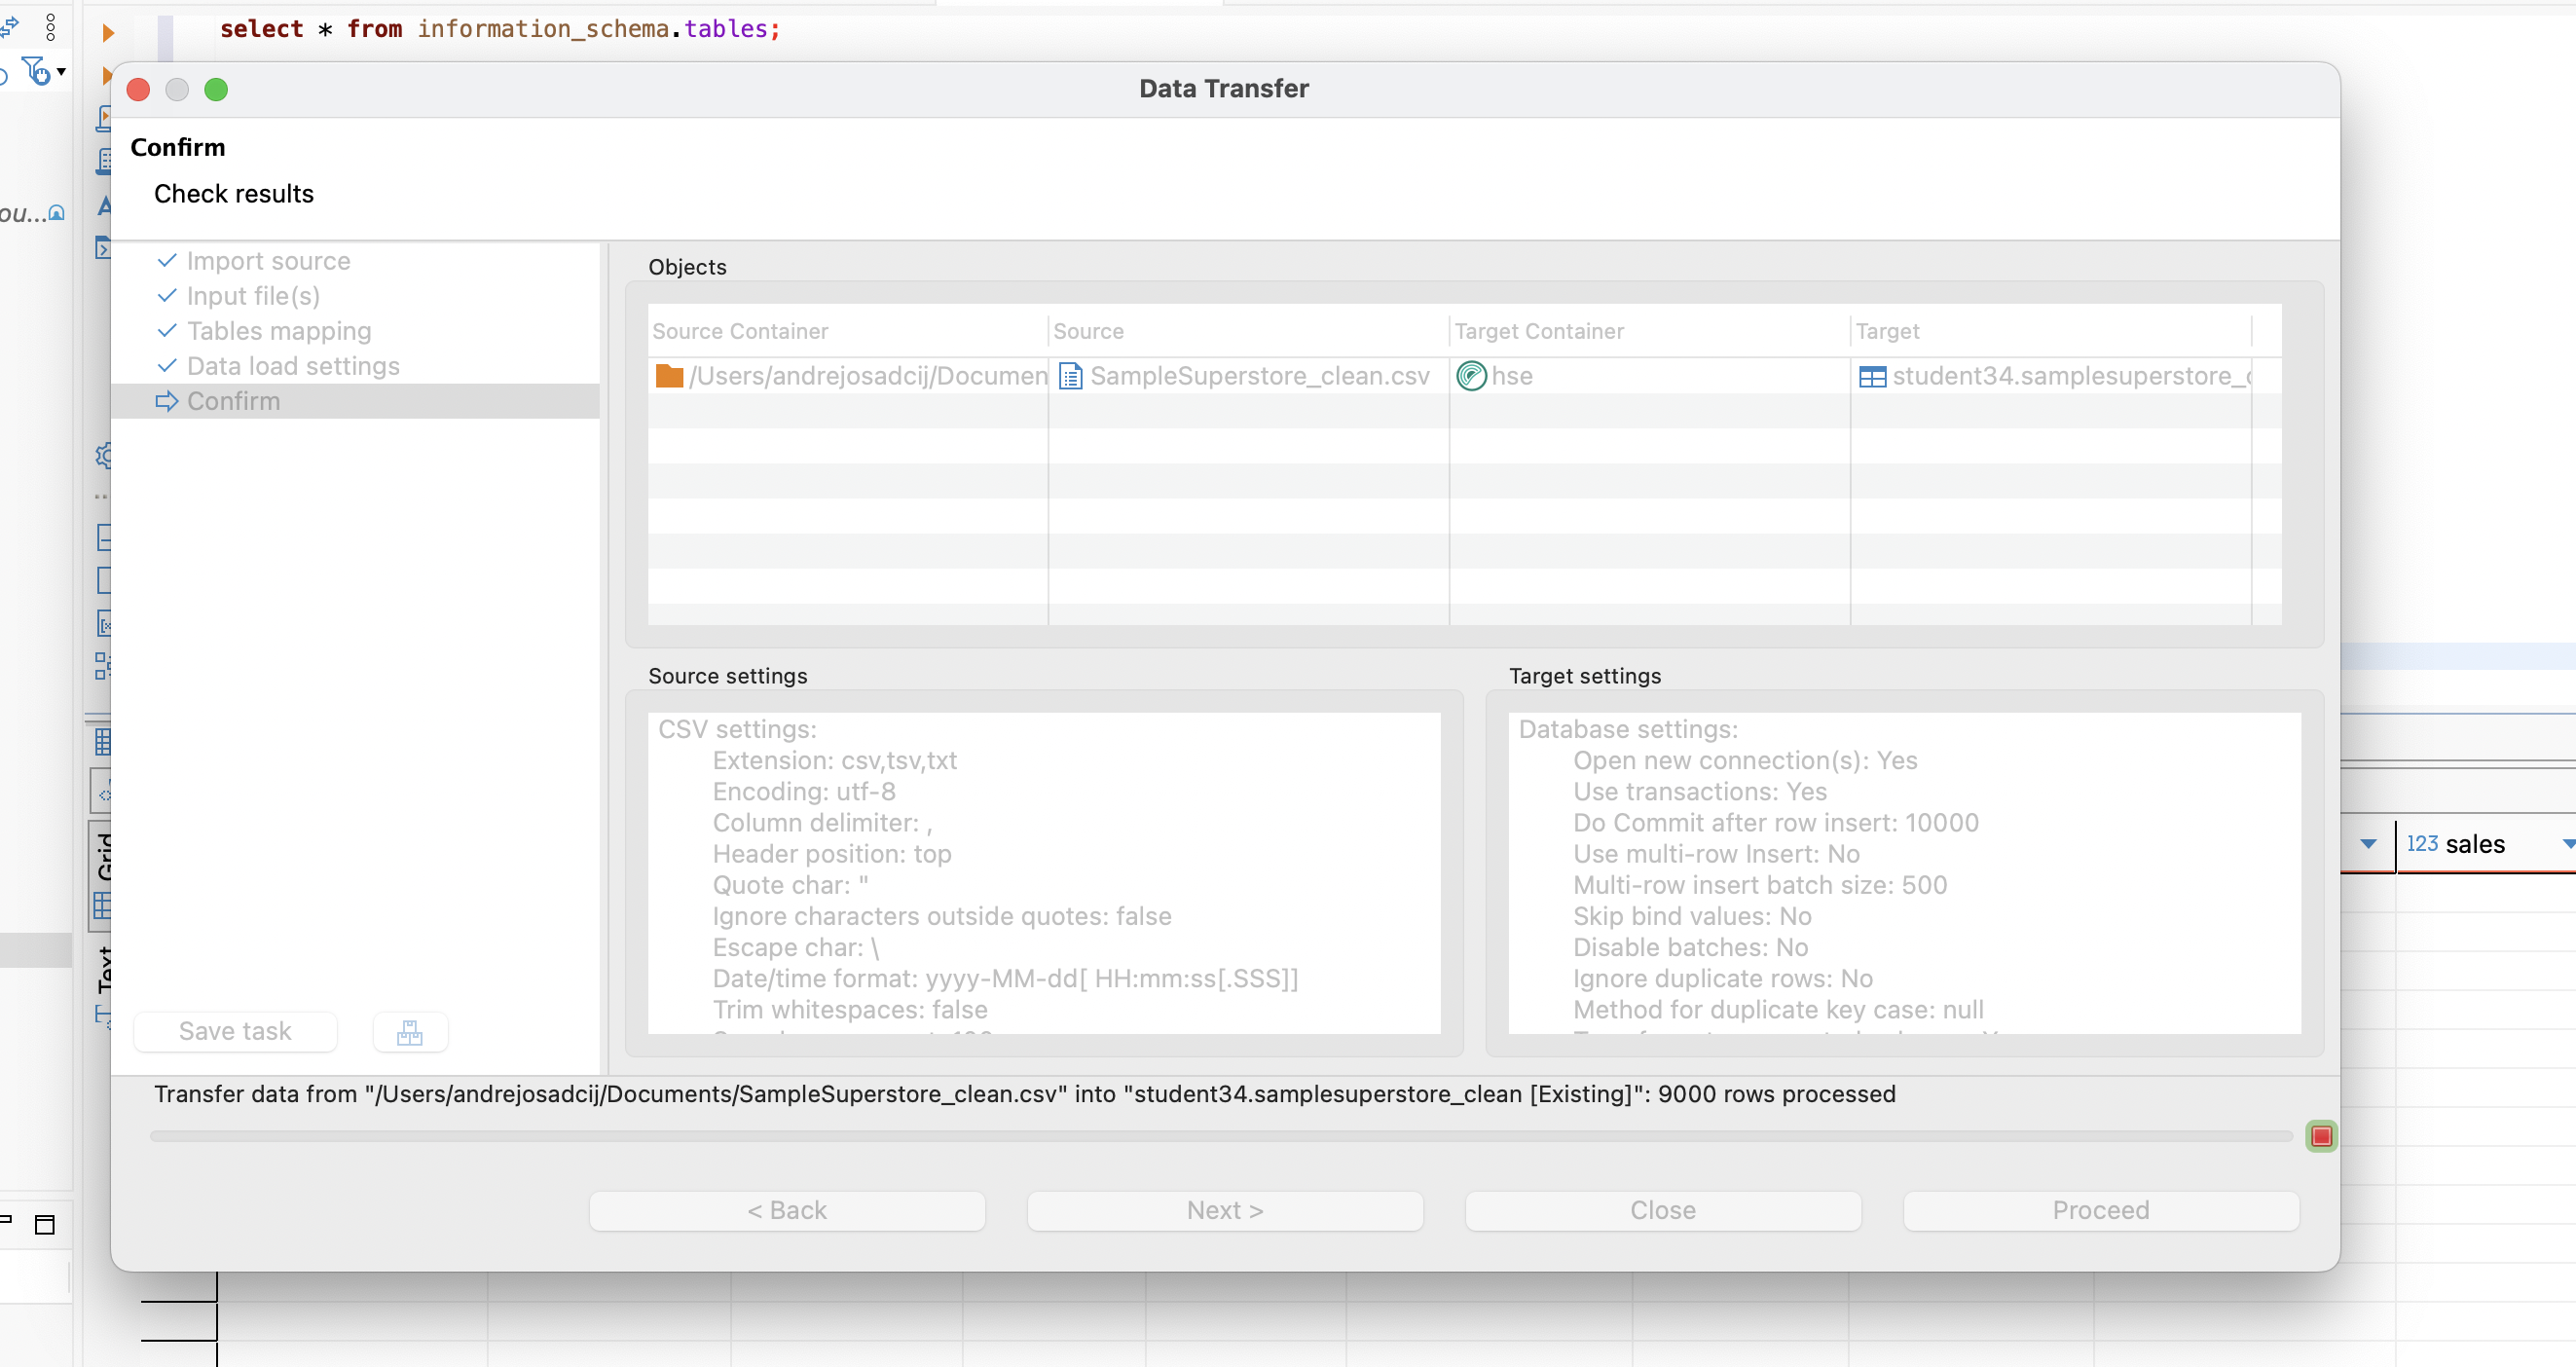 select * from information_schema.tables;
Data Transfer
Confirm
Check results
ou...
Import source
Input file(s)
Tables mapping
Data load settings
Confirm
Objects
Source Container Source Target Container Target
/Users/andrejosadcij/Documen SampleSuperstore_clean.csv hse student34.samplesuperstore_
Source settings
CSV settings:
Extension: csv,tsv,txt
Encoding: utf-8
Column delimiter: ,
Header position: top
Quote char: "
Ignore characters outside quotes: false
Escape char: \
Date/time format: yyyy-MM-dd[ HH:mm:ss[.SSS]]
Trim whitespaces: false
Target settings
Database settings:
Open new connection(s): Yes
Use transactions: Yes
Do Commit after row insert: 10000
Use multi-row Insert: No
Multi-row insert batch size: 500
Skip bind values: No
Disable batches: No
Ignore duplicate rows: No
Method for duplicate key case: null
Grid
Text
123 sales
Save task
Transfer data from "/Users/andrejosadcij/Documents/SampleSuperstore_clean.csv" into "student34.samplesuperstore_clean [Existing]": 9000 rows processed
< Back Next > Close Proceed